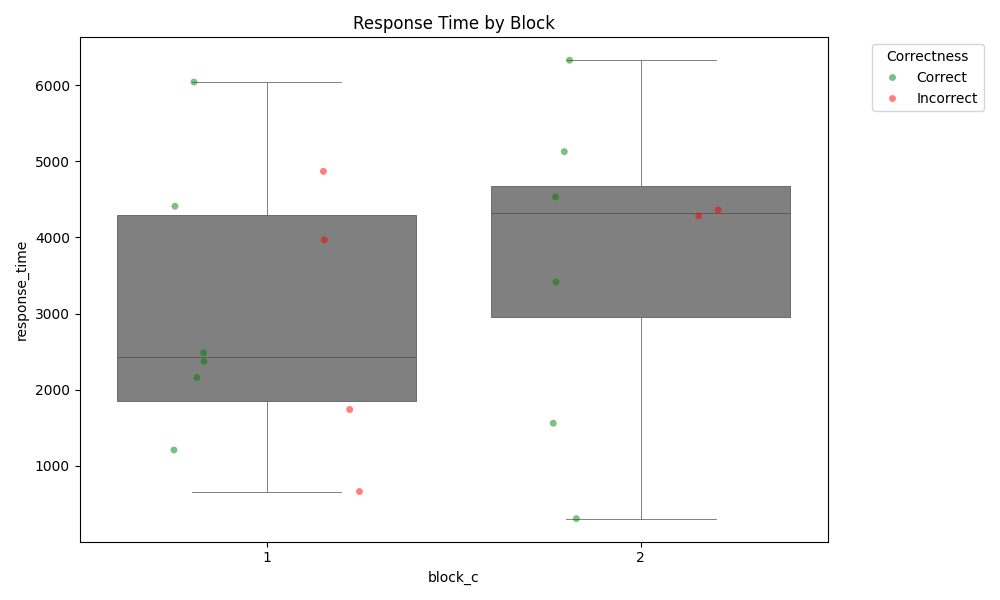 Response Time by Block
Correctness
Correct
Incorrect
response_time
6000
5000
4000
3000
2000
1000
1
2
block_c